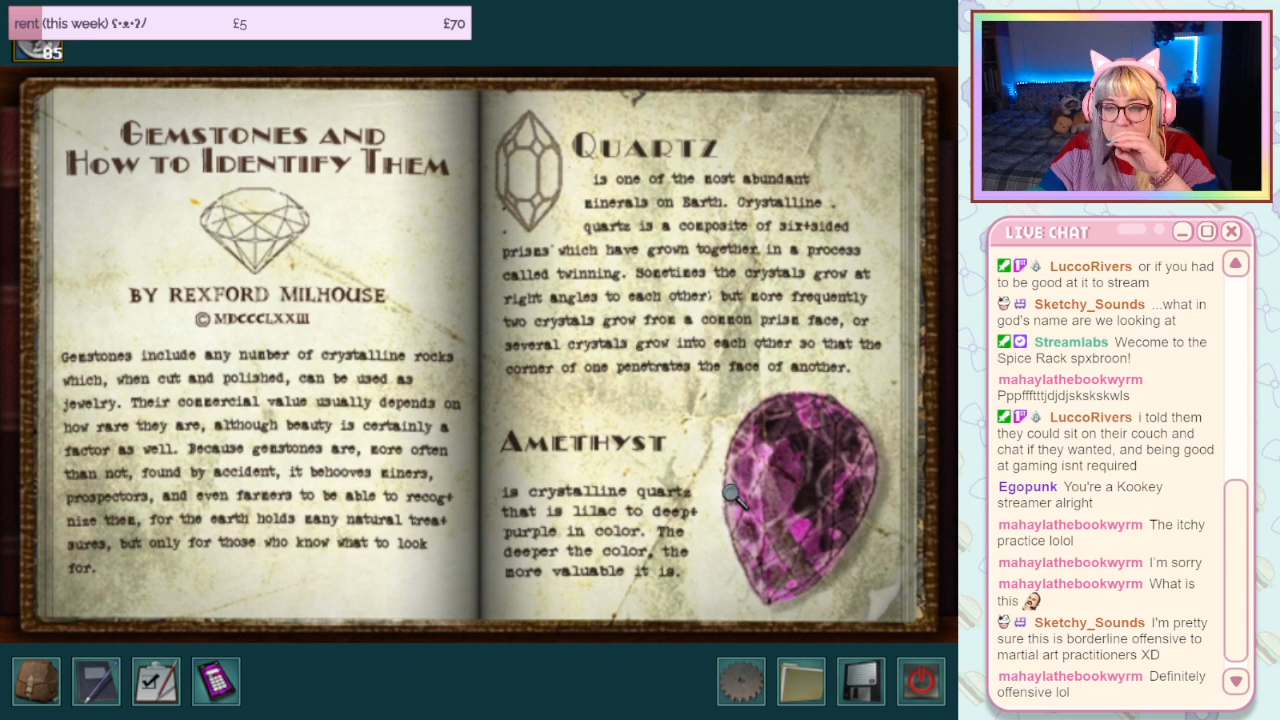 rent (this week) ʕ•ᴥ•ʔﾉ £5 £70
85
GEMSTONES AND
HOW TO IDENTIFY THEM
BY REXFORD MILHOUSE
© MDCCCLXXIII
Gemstones include any number of crystalline rocks
which, when cut and polished, can be used as
jewelry. Their commercial value usually depends on
how rare they are, although beauty is certainly a
factor as well. Because gemstones are, more often
than not, found by accident, it behooves miners,
prospectors, and even farmers to be able to recog-
nize them, for the earth holds many natural trea-
sures, but only for those who know what to look
for.
QUARTZ
is one of the most abundant
minerals on Earth. Crystalline
quartz is a composite of six-sided
prisms which have grown together in a process
called twinning. Sometimes the crystals grow at
right angles to each other; but more frequently
two crystals grow from a common prism face, or
several crystals grow into each other so that the
corner of one penetrates the face of another.
AMETHYST
is crystalline quartz
that is lilac to deep-
purple in color. The
deeper the color, the
more valuable it is.
LIVE CHAT
LuccoRivers or if you had
to be good at it to stream
Sketchy_Sounds ...what in
god's name are we looking at
Streamlabs Wecome to the
Spice Rack spxbroon!
mahaylathebookwyrm
Pppffftttjdjdjskskskwls
LuccoRivers i told them
they could sit on their couch and
chat if they wanted, and being good
at gaming isnt required
Egopunk You're a Kookey
streamer alright
mahaylathebookwyrm The itchy
practice lolol
mahaylathebookwyrm I'm sorry
mahaylathebookwyrm What is
this
Sketchy_Sounds I'm pretty
sure this is borderline offensive to
martial art practitioners XD
mahaylathebookwyrm Definitely
offensive lol